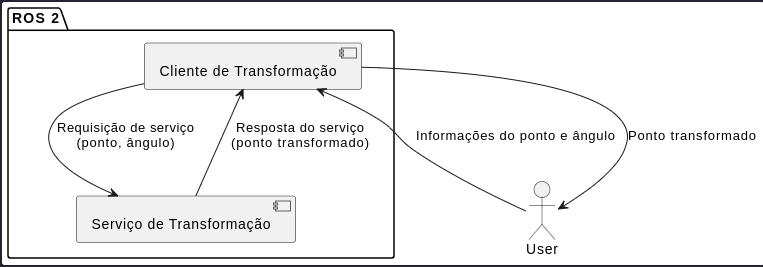 ROS 2
Cliente de Transformação
Requisição de serviço
(ponto, ângulo)
Resposta do serviço
(ponto transformado)
Informações do ponto e ângulo
Ponto transformado
Serviço de Transformação
User